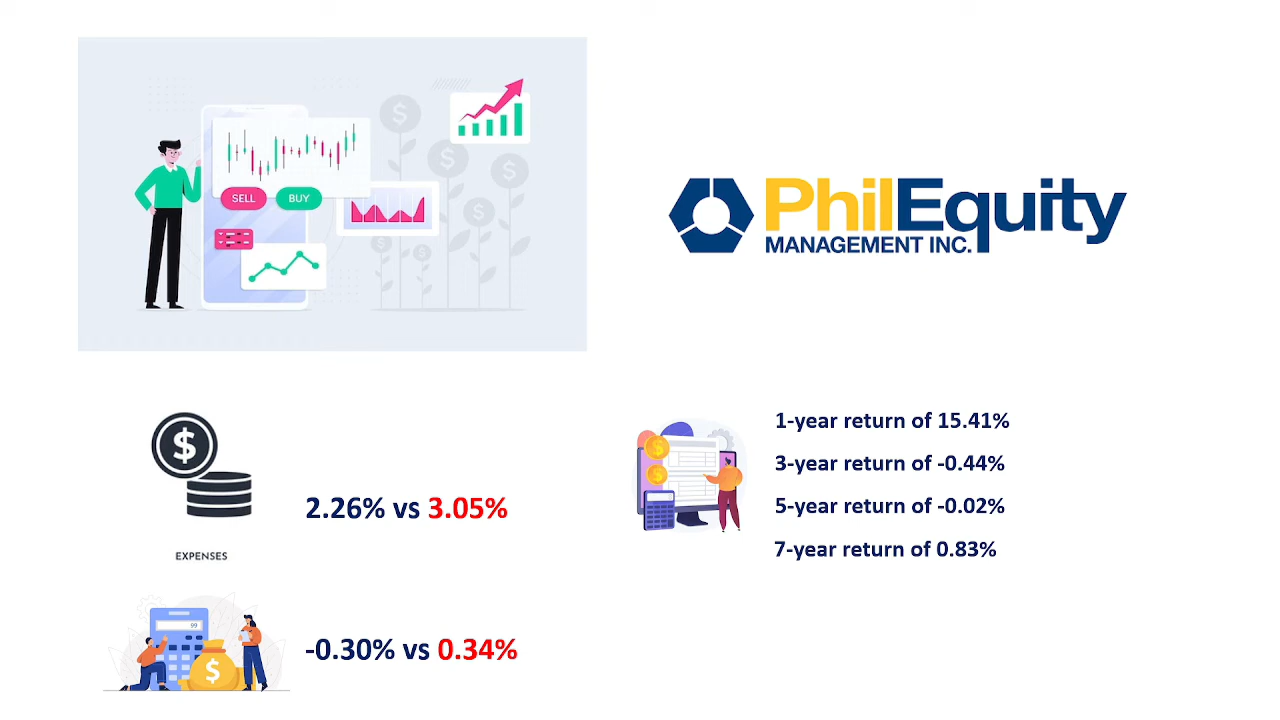 SELL
BUY
PhilEquity
MANAGEMENT INC.
$
EXPENSES
2.26% vs 3.05%
1-year return of 15.41%
3-year return of -0.44%
5-year return of -0.02%
7-year return of 0.83%
-0.30% vs 0.34%
$